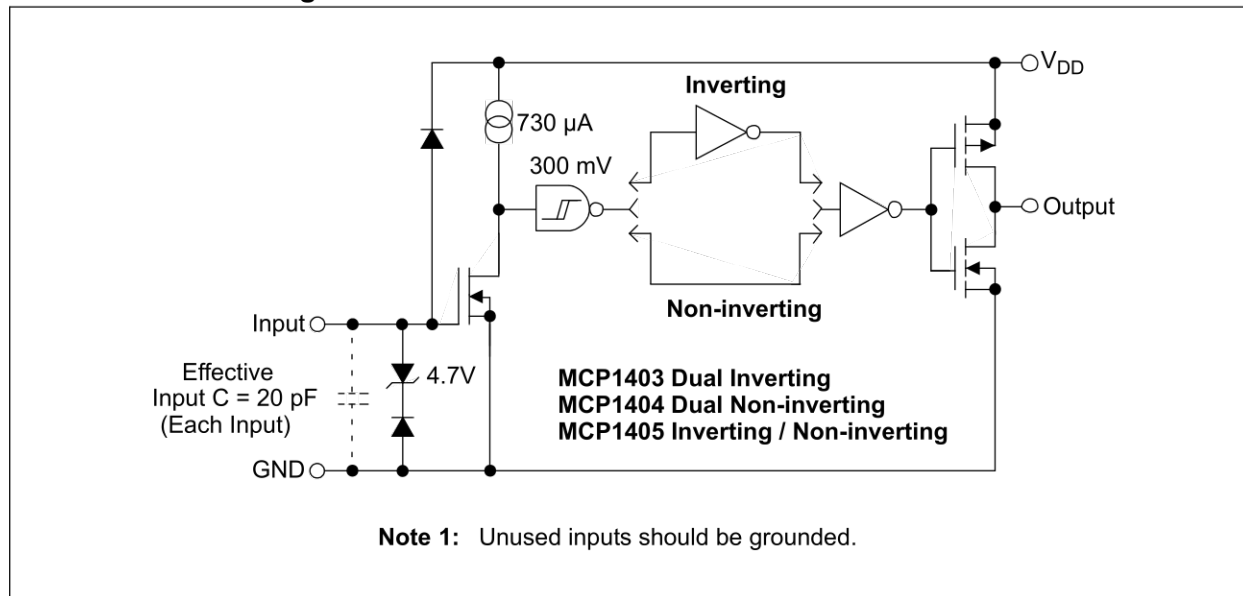 V_DD
Inverting
730 µA
300 mV
Output
Non-inverting
Input
4.7V
Effective
Input C = 20 pF
(Each Input)
MCP1403 Dual Inverting
MCP1404 Dual Non-inverting
MCP1405 Inverting / Non-inverting
GND
Note 1: Unused inputs should be grounded.